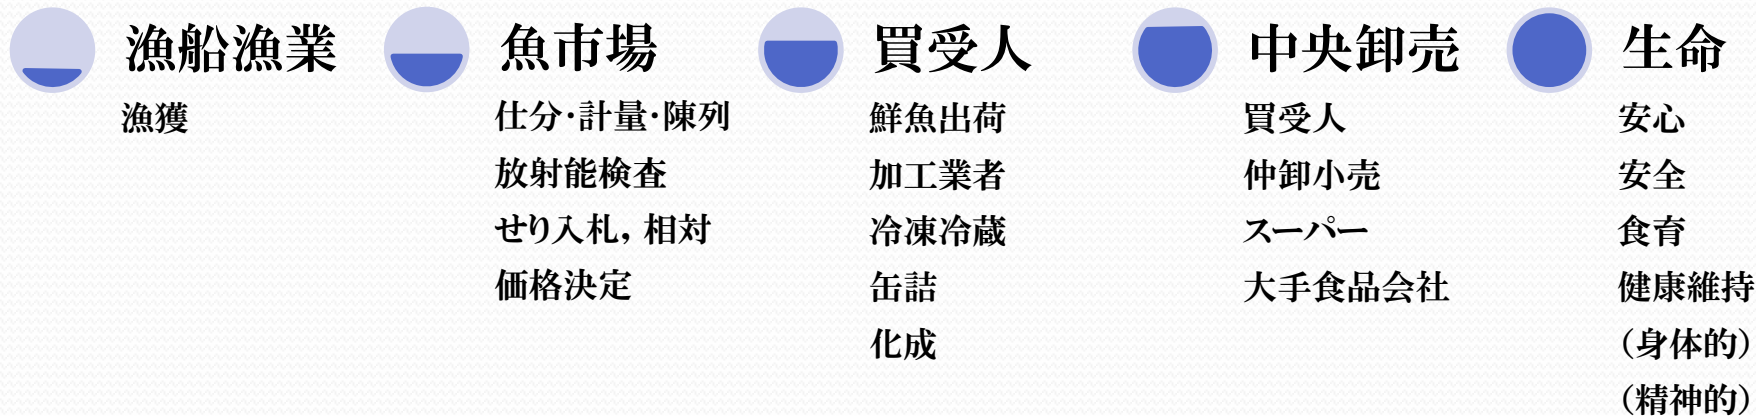 漁船漁業
漁獲
魚市場
仕分・計量・陳列
放射能検査
せり入札，相対
価格決定
買受人
鮮魚出荷
加工業者
冷凍冷蔵
缶詰
化成
中央卸売
買受人
仲卸小売
スーパー
大手食品会社
生命
安心
安全
食育
健康維持
（身体的）
（精神的）